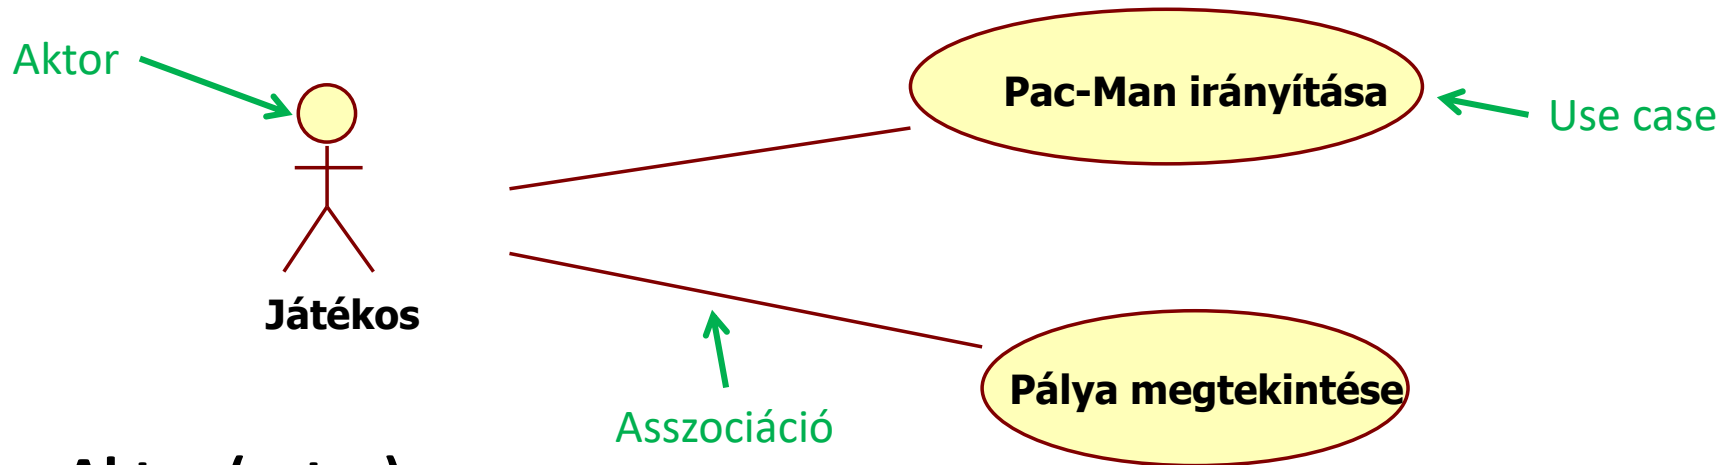 Aktor
Pac-Man irányítása
Use case
Játékos
Pálya megtekintése
Asszociáció